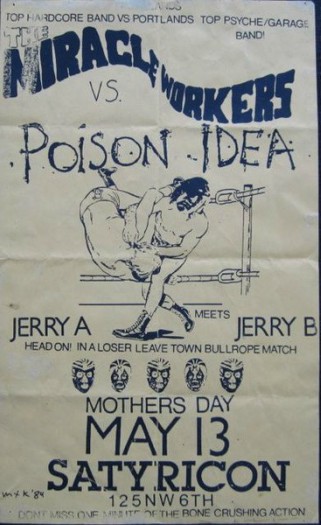 TOP HARDCORE BAND VS PORTLANDS TOP PSYCHE/GARAGE
BAND!
THE
MIRACLE WORKERS
VS.
POISON IDEA
MEETS
JERRY A JERRY B
HEAD ON! IN A LOSER LEAVE TOWN BULLROPE MATCH
MOTHERS DAY
MAY 13
SATYRICON
125 NW 6TH
mixk '84
DON'T MISS ONE MINUTE OF THE BONE CRUSHING ACTION